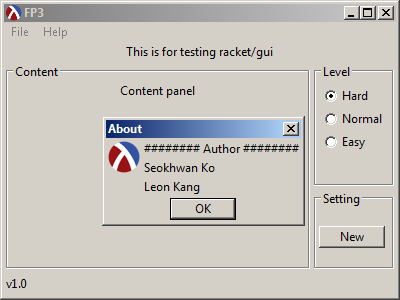 FP3
File Help
This is for testing racket/gui
Content
Content panel
About
######## Author ########
Seokhwan Ko
Leon Kang
OK
Level
Hard
Normal
Easy
Setting
New
v1.0